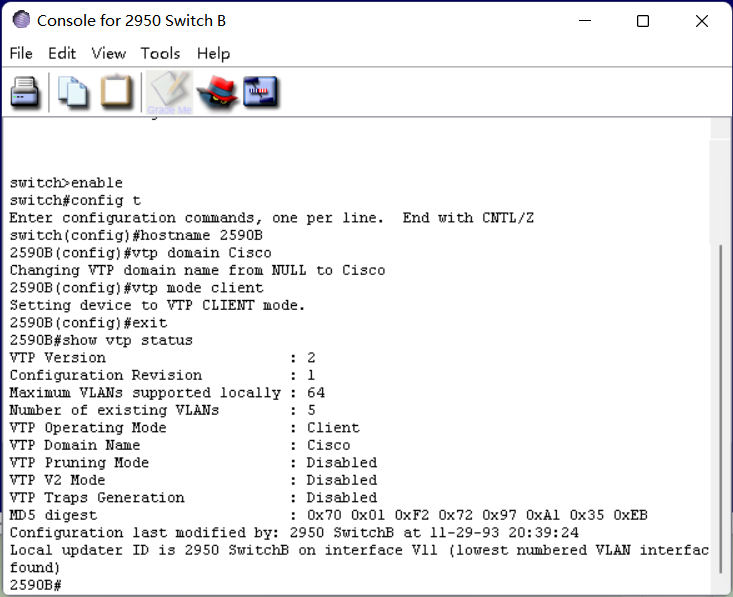 Console for 2950 Switch B
File Edit View Tools Help
Grade Me
switch>enable
switch#config t
Enter configuration commands, one per line.  End with CNTL/Z
switch(config)#hostname 2590B
2590B(config)#vtp domain Cisco
Changing VTP domain name from NULL to Cisco
2590B(config)#vtp mode client
Setting device to VTP CLIENT mode.
2590B(config)#exit
2590B#show vtp status
VTP Version                     : 2
Configuration Revision          : 1
Maximum VLANs supported locally : 64
Number of existing VLANs        : 5
VTP Operating Mode              : Client
VTP Domain Name                 : Cisco
VTP Pruning Mode                : Disabled
VTP V2 Mode                     : Disabled
VTP Traps Generation            : Disabled
MD5 digest                      : 0x70 0x01 0xF2 0x72 0x97 0xA1 0x35 0xEB
Configuration last modified by: 2950 SwitchB at 11-29-93 20:39:24
Local updater ID is 2950 SwitchB on interface Vl1 (lowest numbered VLAN interfac
found)
2590B#